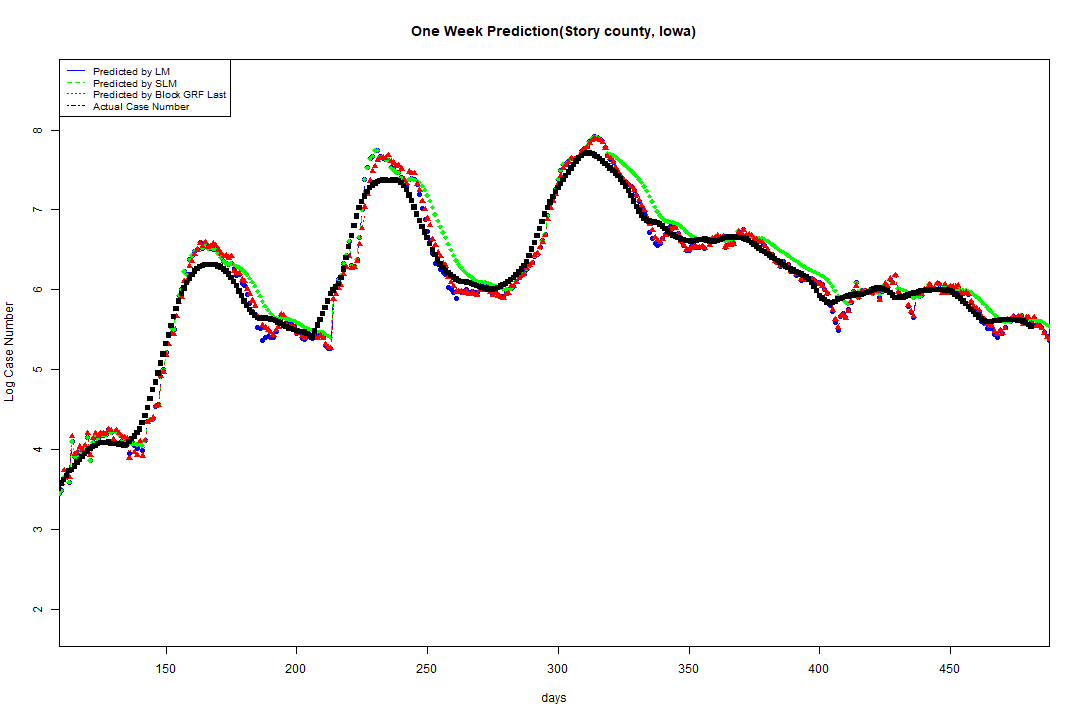 One Week Prediction(Story county, Iowa)
Predicted by LM
Predicted by SLM
Predicted by Block GRF Last
Actual Case Number
8
7
6
5
4
3
2
Log Case Number
150 200 250 300 350 400 450
days